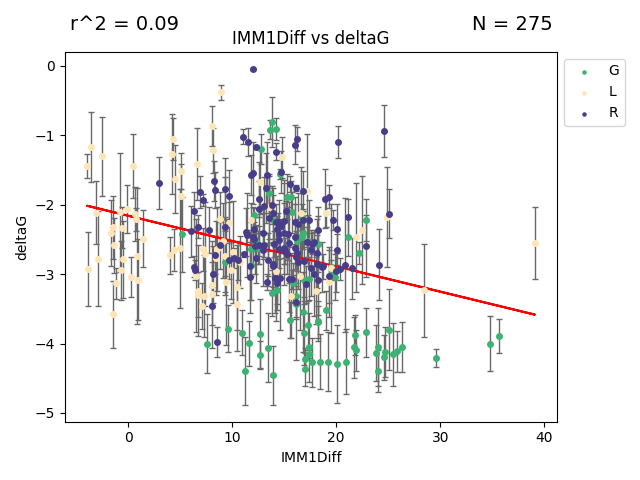 r^2 = 0.09
N = 275
IMM1Diff vs deltaG
G
L
R
deltaG
0
−1
−2
−3
−4
−5
0 10 20 30 40
IMM1Diff